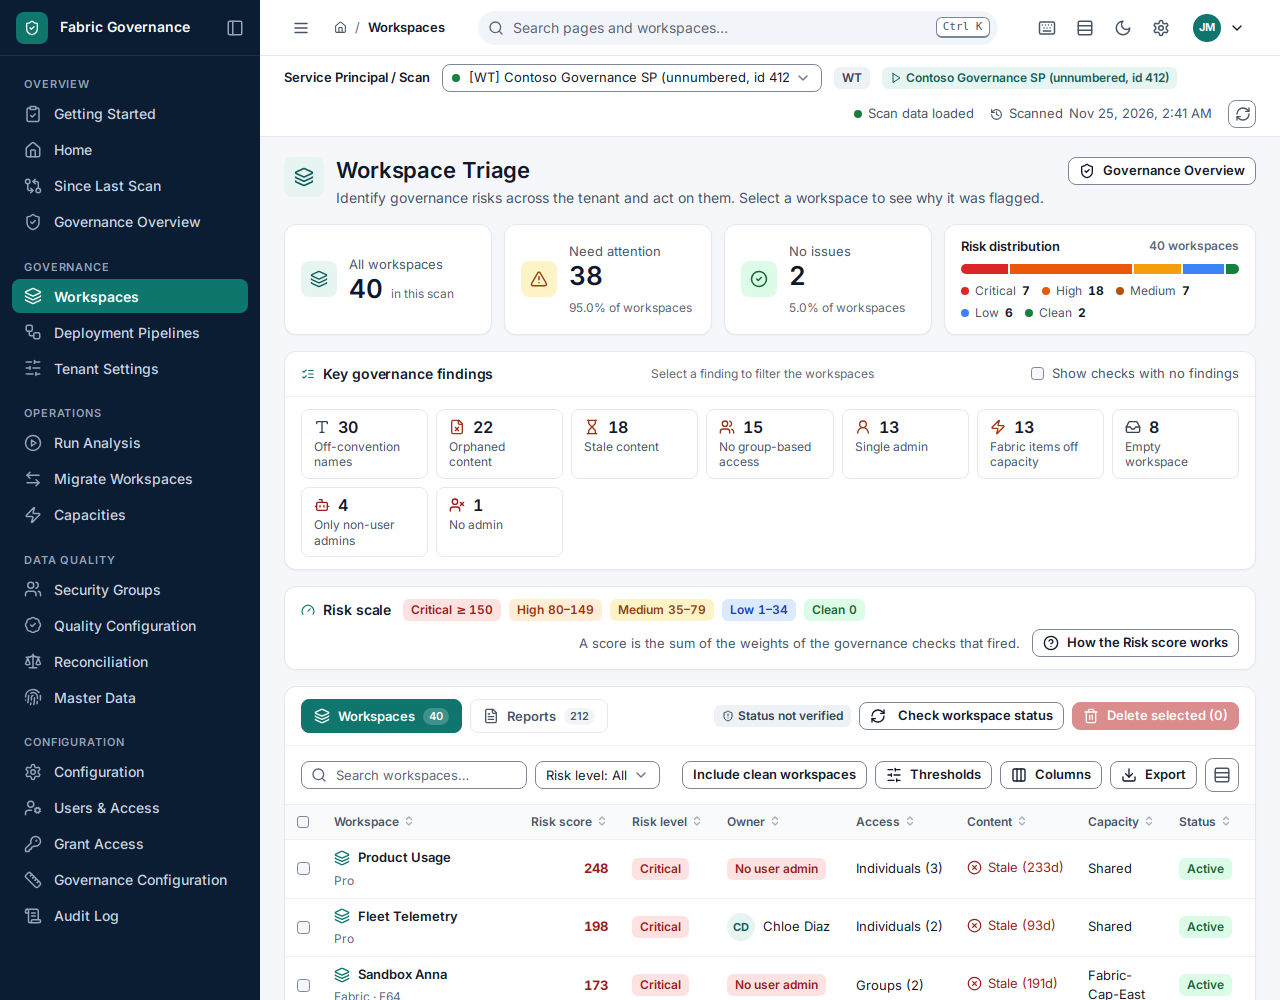 Fabric Governance
OVERVIEW
Getting Started
Home
Since Last Scan
Governance Overview
GOVERNANCE
Workspaces
Deployment Pipelines
Tenant Settings
OPERATIONS
Run Analysis
Migrate Workspaces
Capacities
DATA QUALITY
Security Groups
Quality Configuration
Reconciliation
Master Data
CONFIGURATION
Configuration
Users & Access
Grant Access
Governance Configuration
Audit Log
/ Workspaces
Search pages and workspaces...
Ctrl K
JM
Service Principal / Scan
[WT] Contoso Governance SP (unnumbered, id 412
WT
Contoso Governance SP (unnumbered, id 412)
Scan data loaded
Scanned Nov 25, 2026, 2:41 AM
Workspace Triage
Identify governance risks across the tenant and act on them. Select a workspace to see why it was flagged.
Governance Overview
All workspaces
40 in this scan
Need attention
38
95.0% of workspaces
No issues
2
5.0% of workspaces
Risk distribution
40 workspaces
Critical 7 High 18 Medium 7
Low 6 Clean 2
Key governance findings
Select a finding to filter the workspaces
Show checks with no findings
30
Off-convention names
22
Orphaned content
18
Stale content
15
No group-based access
13
Single admin
13
Fabric items off capacity
8
Empty workspace
4
Only non-user admins
1
No admin
Risk scale
Critical ≥ 150
High 80–149
Medium 35–79
Low 1–34
Clean 0
A score is the sum of the weights of the governance checks that fired.
How the Risk score works
Workspaces 40
Reports 212
Status not verified
Check workspace status
Delete selected (0)
Search workspaces...
Risk level: All
Include clean workspaces
Thresholds
Columns
Export
Workspace Risk score Risk level Owner Access Content Capacity Status
Product Usage
Pro
248 Critical No user admin Individuals (3) Stale (233d) Shared Active
Fleet Telemetry
Pro
198 Critical CD Chloe Diaz Individuals (2) Stale (93d) Shared Active
Sandbox Anna
Fabric · F64
173 Critical No user admin Groups (2) Stale (191d) Fabric-Cap-East Active